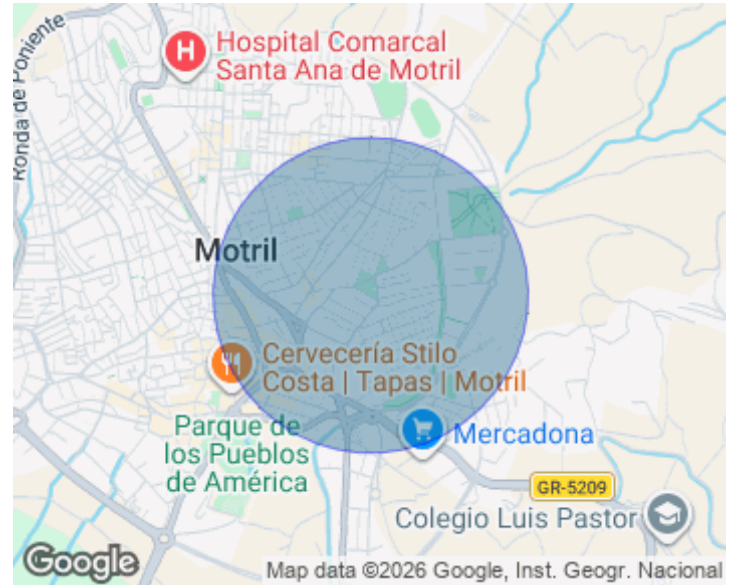 Hospital Comarcal
Santa Ana de Motril
H
Ronda de Poniente
Motril
Cervecería Stilo
Costa | Tapas | Motril
Parque de
los Pueblos
de América
Mercadona
GR-5209
Colegio Luis Pastor
Google
Map data ©2026 Google, Inst. Geogr. Nacional